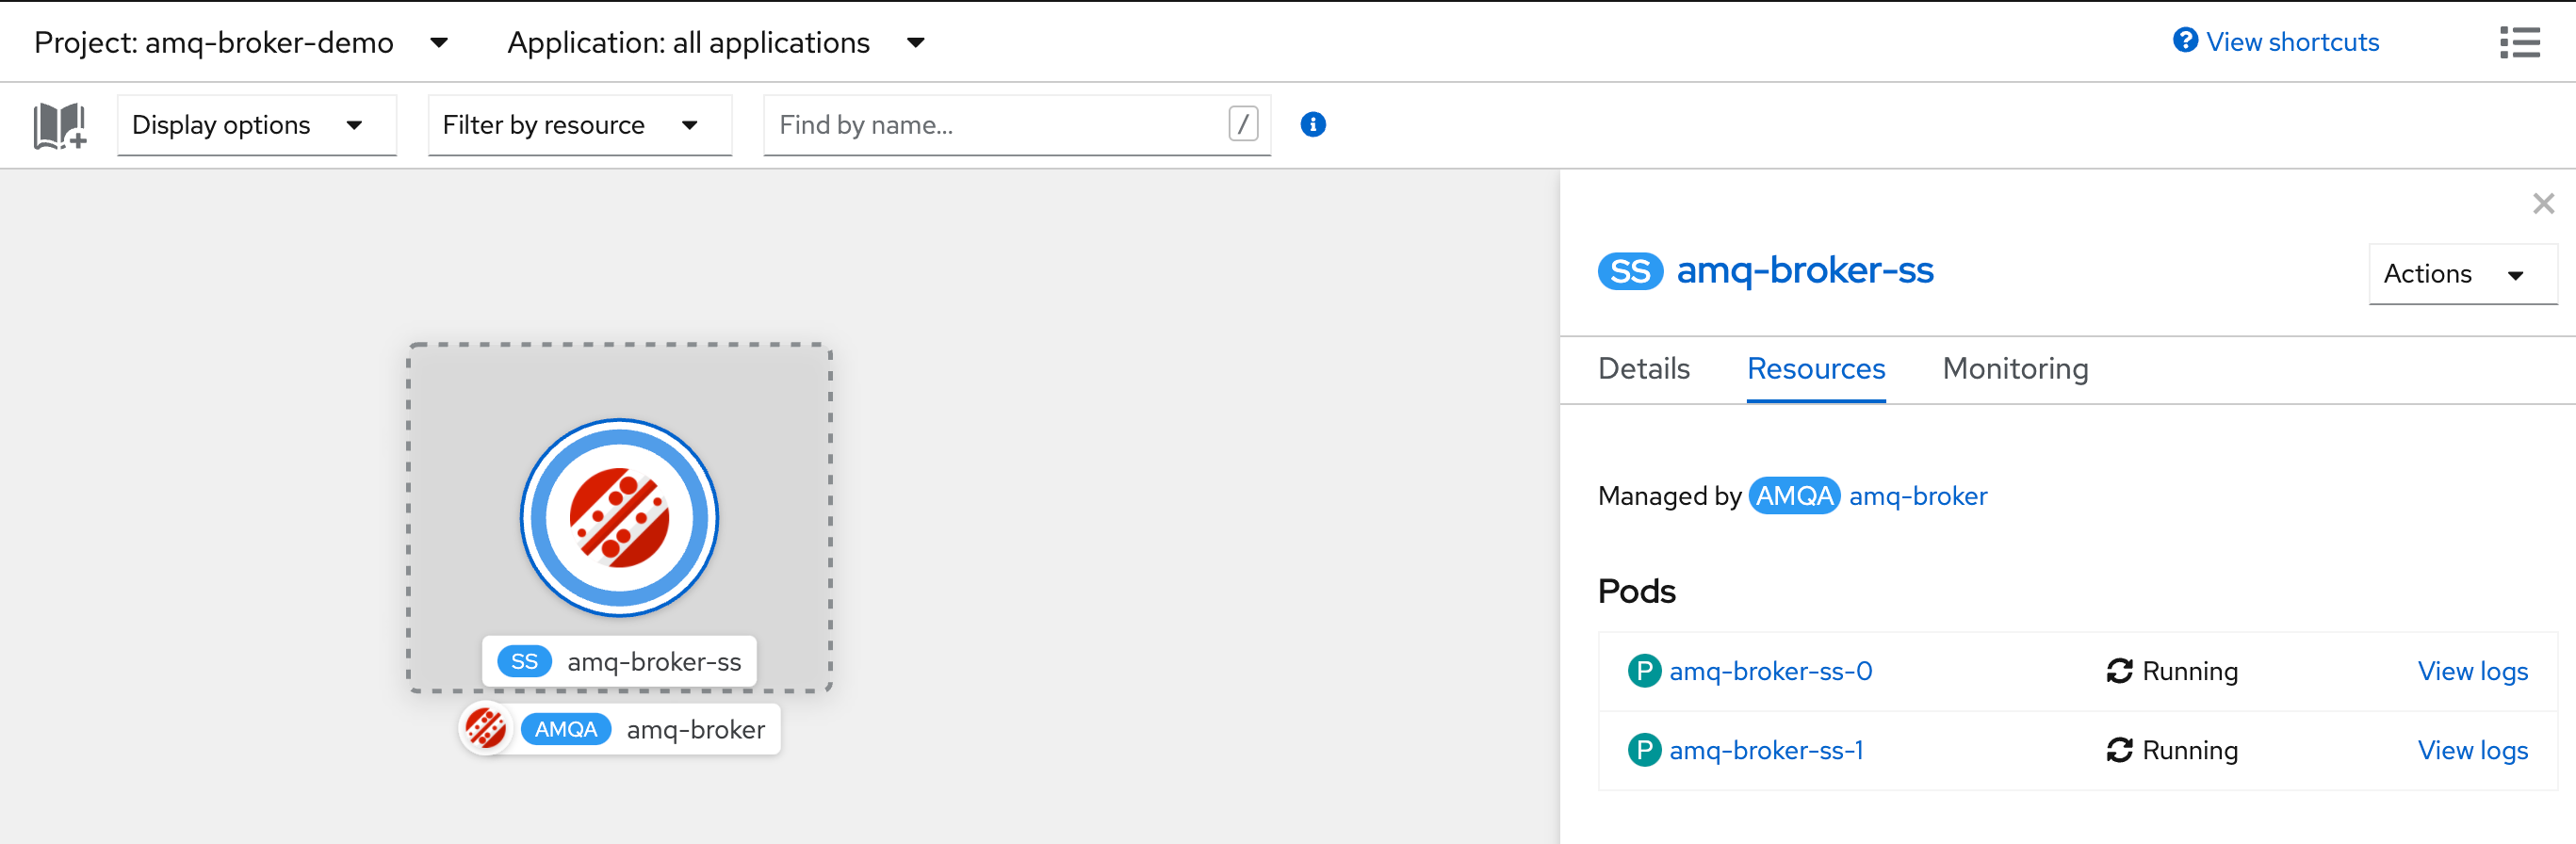 Project: amq-broker-demo Application: all applications View shortcuts
Display options Filter by resource Find by name... /
SS amq-broker-ss Actions
Details Resources Monitoring
Managed by AMQA amq-broker
Pods
P amq-broker-ss-0 Running View logs
P amq-broker-ss-1 Running View logs
SS amq-broker-ss
AMQA amq-broker